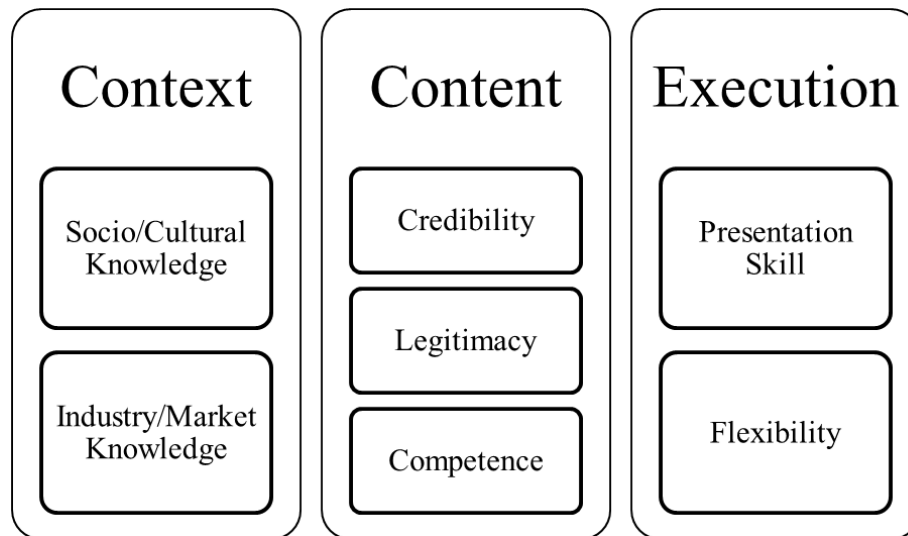 Context
Socio/Cultural
Knowledge
Industry/Market
Knowledge
Content
Credibility
Legitimacy
Competence
Execution
Presentation
Skill
Flexibility